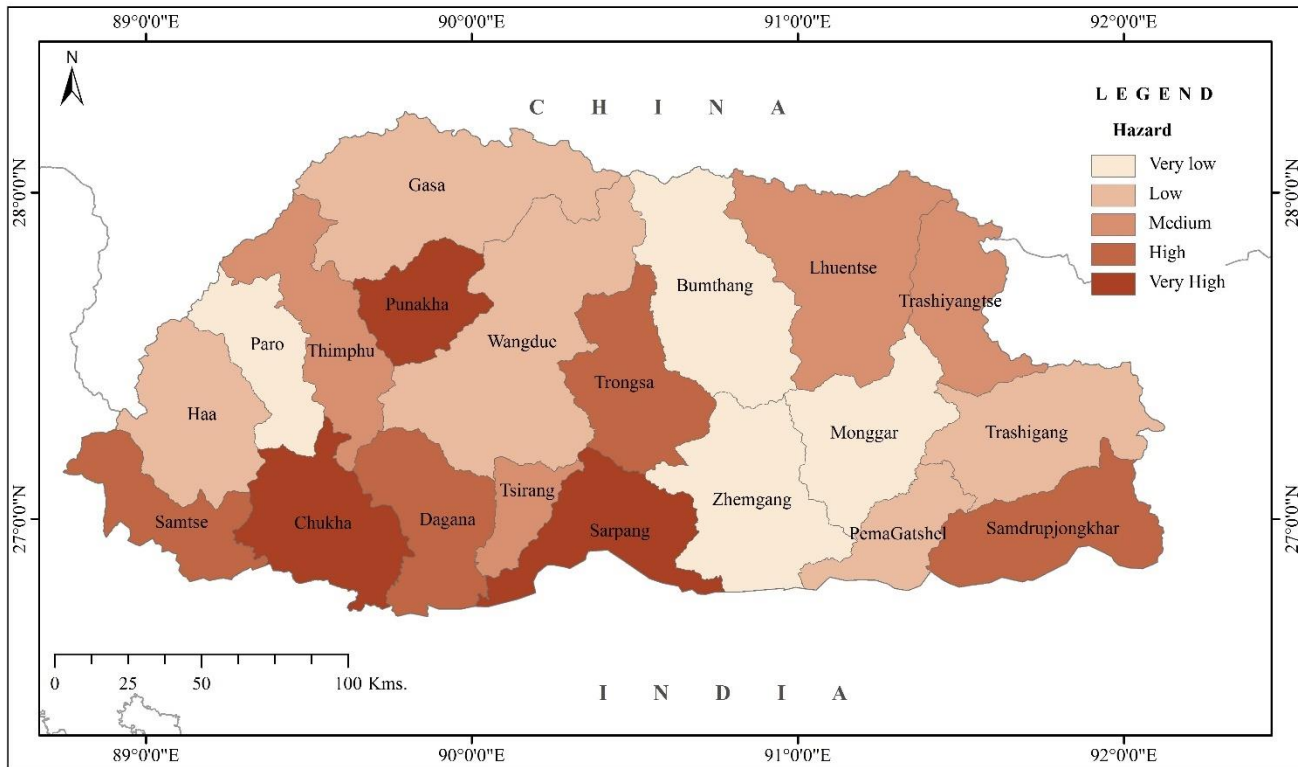 89°0'0"E
90°0'0"E
91°0'0"E
92°0'0"E
N
CHINA
LEGEND
Hazard
Very low
Low
Medium
High
Very High
28°0'0"N
28°0'0"N
Gasa
Bumthang
Lhuentse
Trashiyangtse
Punakha
Paro
Thimphu
Wangdue
Trongsa
Haa
Monggar
Trashigang
Tsirang
Zhemgang
27°0'0"N
Samtse
Chukha
Dagana
Sarpang
PemaGatshel
Samdrupjongkhar
27°0'0"N
0 25 50 100 Kms.
INDIA
89°0'0"E
90°0'0"E
91°0'0"E
92°0'0"E